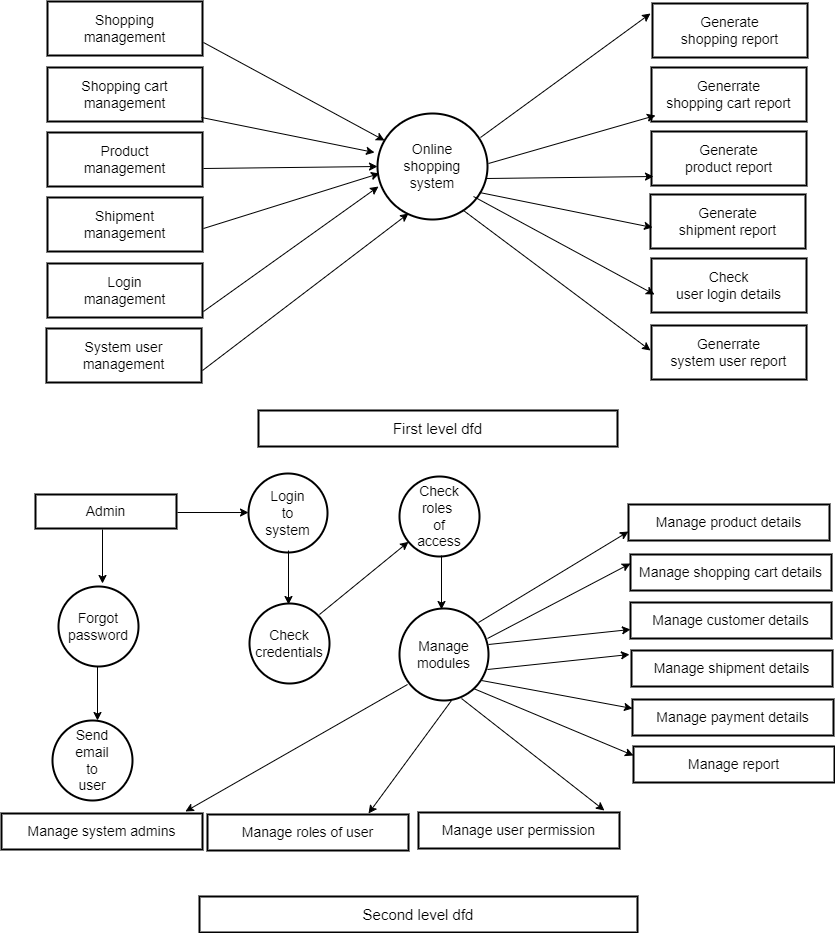 Shopping
management
Shopping cart
management
Product
management
Shipment
management
Login
management
System user
management
Online
shopping
system
Generate
shopping report
Generrate
shopping cart report
Generate
product report
Generate
shipment report
Check
user login details
Generrate
system user report
First level dfd
Admin
Login
to
system
Check
roles
of
access
Forgot
password
Check
credentials
Manage
modules
Send
email
to
user
Manage product details
Manage shopping cart details
Manage customer details
Manage shipment details
Manage payment details
Manage report
Manage system admins
Manage roles of user
Manage user permission
Second level dfd